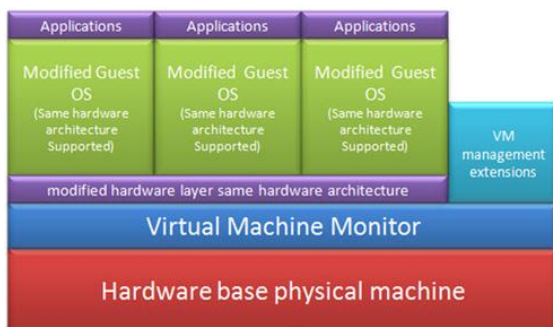 Applications
Applications
Applications
Modified Guest
OS
(Same hardware
architecture
Supported)
Modified Guest
OS
(Same hardware
architecture
Supported)
Modified Guest
OS
(Same hardware
architecture
Supported)
VM
management
extensions
modified hardware layer same hardware architecture
Virtual Machine Monitor
Hardware base physical machine